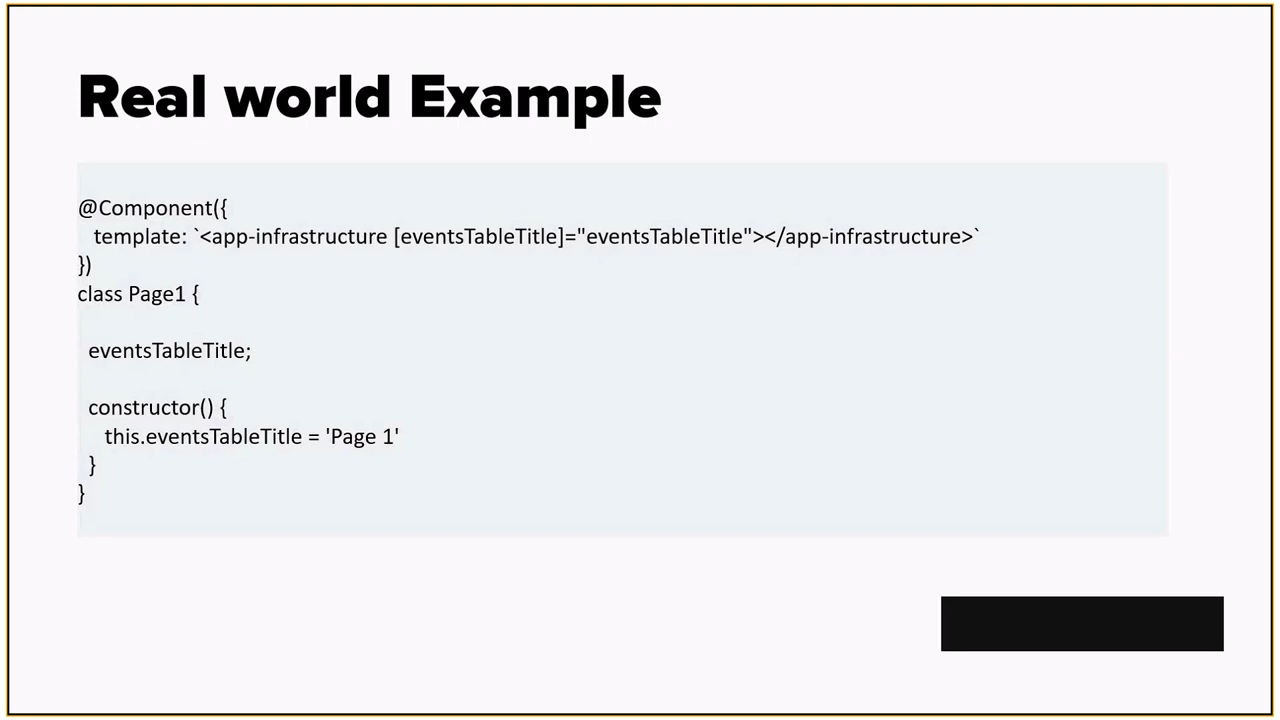 Real world Example
@Component({
template: `<app-infrastructure [eventsTableTitle]="eventsTableTitle"></app-infrastructure>`
})
class Page1 {
eventsTableTitle;
constructor() {
this.eventsTableTitle = 'Page 1'
}
}